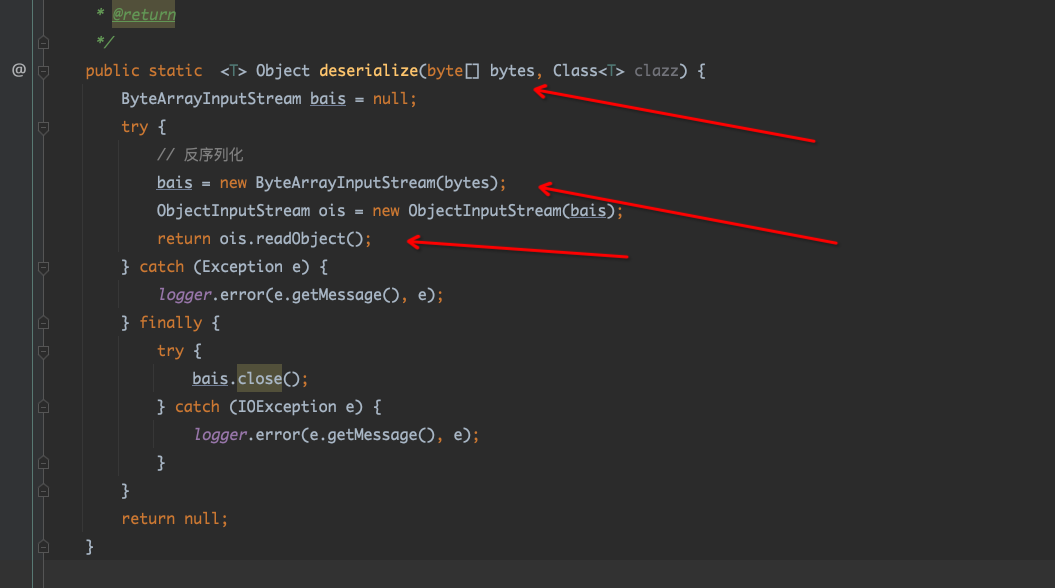 * @return
*/
@ public static <T> Object deserialize(byte[] bytes, Class<T> clazz) {
ByteArrayInputStream bais = null;
try {
// 反序列化
bais = new ByteArrayInputStream(bytes);
ObjectInputStream ois = new ObjectInputStream(bais);
return ois.readObject();
} catch (Exception e) {
logger.error(e.getMessage(), e);
} finally {
try {
bais.close();
} catch (IOException e) {
logger.error(e.getMessage(), e);
}
}
return null;
}